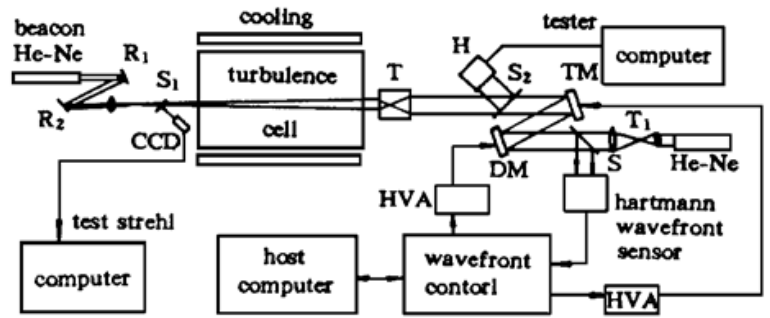 beacon
He-Ne
R1
R2
S1
CCD
cooling
turbulence
cell
T
H
S2
tester
computer
TM
DM
T1
S
He-Ne
HVA
hartmann
wavefront
sensor
test strehl
computer
host
computer
wavefront
contorl
HVA